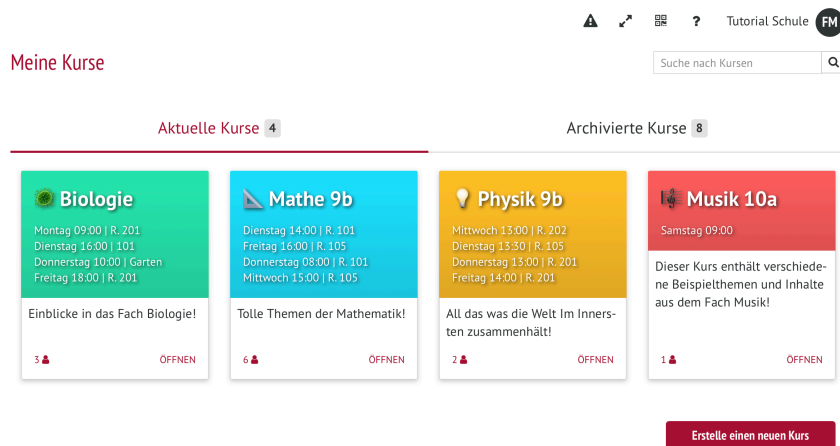 Tutorial Schule FM
Meine Kurse
Suche nach Kursen
Aktuelle Kurse 4
Archivierte Kurse 8
Biologie
Montag 09:00 | R. 201
Dienstag 16:00 | 101
Donnerstag 10:00 | Garten
Freitag 18:00 | R. 201
Einblicke in das Fach Biologie!
3 ÖFFNEN
Mathe 9b
Dienstag 14:00 | R. 101
Freitag 16:00 | R. 105
Donnerstag 08:00 | R. 101
Mittwoch 15:00 | R. 105
Tolle Themen der Mathematik!
6 ÖFFNEN
Physik 9b
Mittwoch 13:00 | R. 202
Dienstag 13:30 | R. 105
Donnerstag 13:00 | R. 201
Freitag 14:00 | R. 201
All das was die Welt Im Inners-
ten zusammenhält!
2 ÖFFNEN
Musik 10a
Samstag 09:00
Dieser Kurs enthält verschiede-
ne Beispielthemen und Inhalte
aus dem Fach Musik!
1 ÖFFNEN
Erstelle einen neuen Kurs